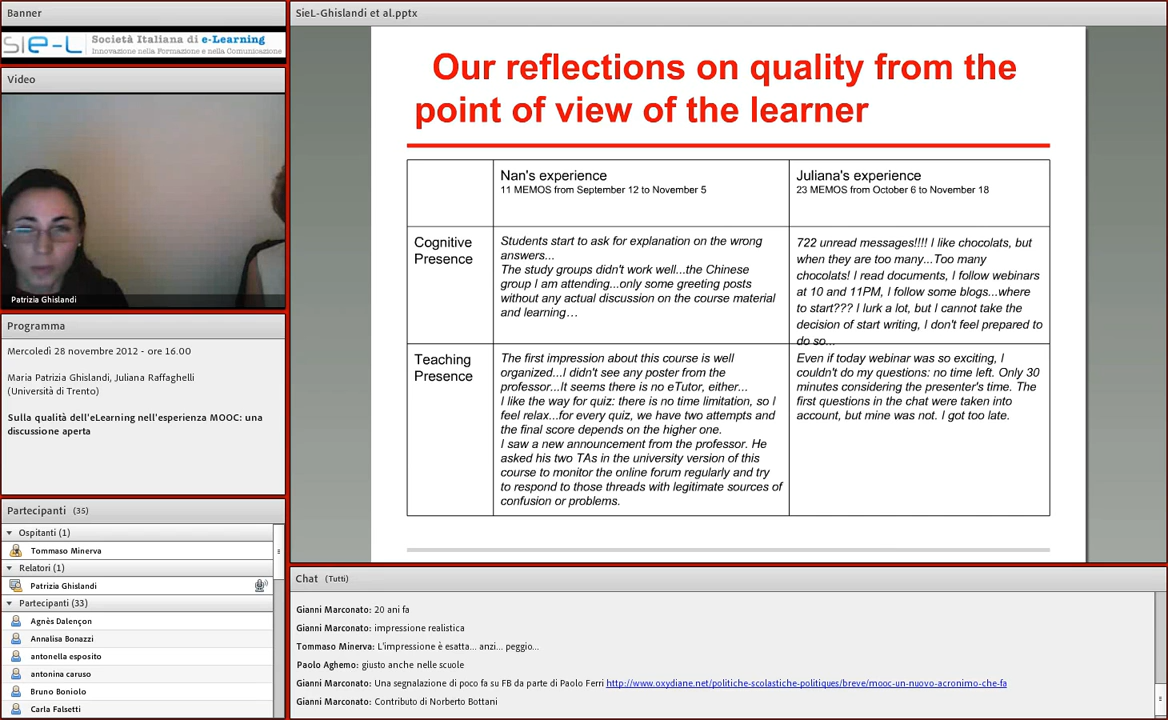 Banner
sie-L Società Italiana di e-Learning
Innovazione nella Formazione e nella Comunicazione
Video
Patrizia Ghislandi
Programma
Mercoledì 28 novembre 2012 - ore 16.00
Maria Patrizia Ghislandi, Juliana Raffaghelli
(Università di Trento)
Sulla qualità dell'eLearning nell'esperienza MOOC: una
discussione aperta
Partecipanti (35)
Ospitanti (1)
Tommaso Minerva
Relatori (1)
Patrizia Ghislandi
Partecipanti (33)
Agnès Dalençon
Annalisa Bonazzi
antonella esposito
antonina caruso
Bruno Boniolo
Carla Falsetti
SieL-Ghislandi et al.pptx
Our reflections on quality from the
point of view of the learner
Nan's experience
11 MEMOS from September 12 to November 5
Juliana's experience
23 MEMOS from October 6 to November 18
Cognitive
Presence
Students start to ask for explanation on the wrong
answers...
The study groups didn't work well...the Chinese
group I am attending...only some greeting posts
without any actual discussion on the course material
and learning…
722 unread messages!!!! I like chocolats, but
when they are too many...Too many
chocolats! I read documents, I follow webinars
at 10 and 11PM, I follow some blogs...where
to start??? I lurk a lot, but I cannot take the
decision of start writing, I don't feel prepared to
do so...
Teaching
Presence
The first impression about this course is well
organized...I didn't see any poster from the
professor...It seems there is no eTutor, either...
I like the way for quiz: there is no time limitation, so I
feel relax...for every quiz, we have two attempts and
the final score depends on the higher one.
I saw a new announcement from the professor. He
asked his two TAs in the university version of this
course to monitor the online forum regularly and try
to respond to those threads with legitimate sources of
confusion or problems.
Even if today webinar was so exciting, I
couldn't do my questions: no time left. Only 30
minutes considering the presenter's time. The
first questions in the chat were taken into
account, but mine was not. I got too late.
Chat (Tutti)
Gianni Marconato: 20 ani fa
Gianni Marconato: impressione realistica
Tommaso Minerva: L'impressione è esatta... anzi... peggio...
Paolo Aghemo: giusto anche nelle scuole
Gianni Marconato: Una segnalazione di poco fa su FB da parte di Paolo Ferri http://www.oxydiane.net/politiques-scolastiche-politiques/breve/mooc-un-nuovo-acronimo-che-fa
Gianni Marconato: Contributo di Norberto Bottani